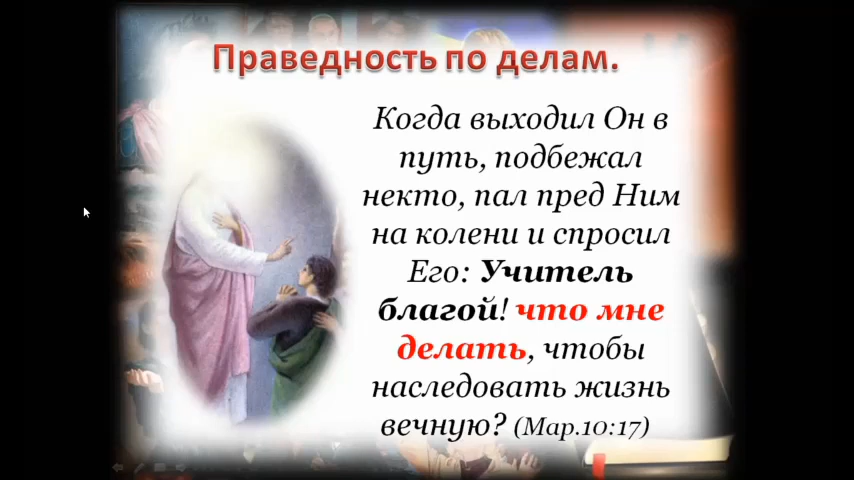 Праведность по делам.
Когда выходил Он в
путь, подбежал
некто, пал пред Ним
на колени и спросил
Его: Учитель
благой! что мне
делать, чтобы
наследовать жизнь
вечную? (Мар.10:17)